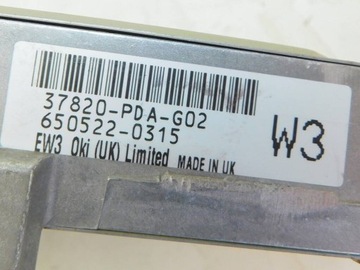 37820-PDA-G02
650522-0315
W3
EW3 Oki (UK) Limited MADE IN UK